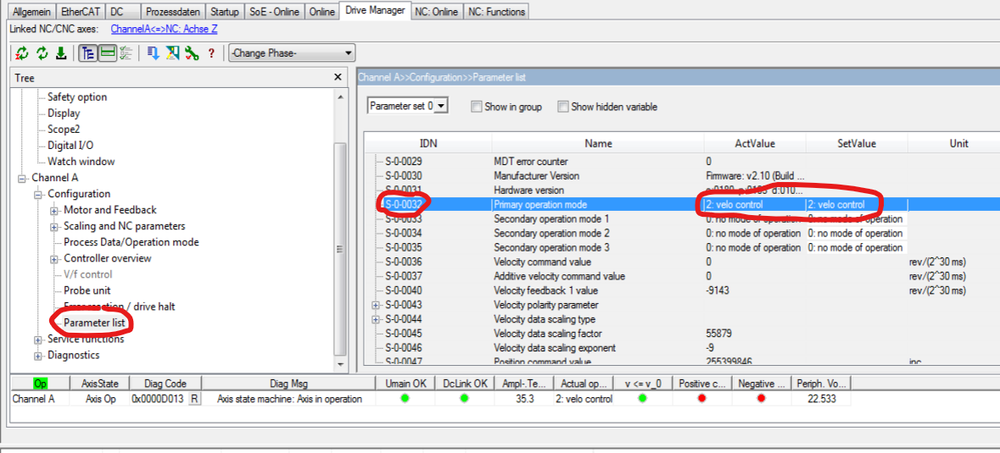 Allgemein EtherCAT DC Prozessdaten Startup SoE - Online Online Drive Manager NC: Online NC: Functions
Linked NC/CNC axes: ChannelA<=>NC: Achse Z
? -Change Phase-
Tree X
Channel A>>Configuration>>Parameter list
Safety option
Display
Scope2
Digital I/O
Watch window
Channel A
Configuration
Motor and Feedback
Scaling and NC parameters
Process Data/Operation mode
Controller overview
V/f control
Probe unit
Error reaction / drive halt
Parameter list
Service functions
Diagnostics
Parameter set 0 Show in group Show hidden variable
IDN Name ActValue SetValue Unit
S-0-0029 MDT error counter 0
S-0-0030 Manufacturer Version Firmware: v2.10 (Build ...
S-0-0031 Hardware version
S-0-0032 Primary operation mode 2: velo control 2: velo control
S-0-0033 Secondary operation mode 1 0: no mode of operation 0: no mode of operation
S-0-0034 Secondary operation mode 2 0: no mode of operation 0: no mode of operation
S-0-0035 Secondary operation mode 3 0: no mode of operation 0: no mode of operation
S-0-0036 Velocity command value 0 rev/(2^30 ms)
S-0-0037 Additive velocity command value 0 rev/(2^30 ms)
S-0-0040 Velocity feedback 1 value -9143 rev/(2^30 ms)
S-0-0043 Velocity polarity parameter
S-0-0044 Velocity data scaling type
S-0-0045 Velocity data scaling factor 55879
S-0-0046 Velocity data scaling exponent -9
S-0-0047 Position command value 255399846 inc
Op AxisState Diag Code Diag Msg Umain OK DcLink OK Ampl.-Te... Actual op... v <= v_0 Positive c... Negative ... Periph. Vo...
Channel A Axis Op 0x0000D013 R Axis state machine: Axis in operation 35.3 2: velo control 22.533